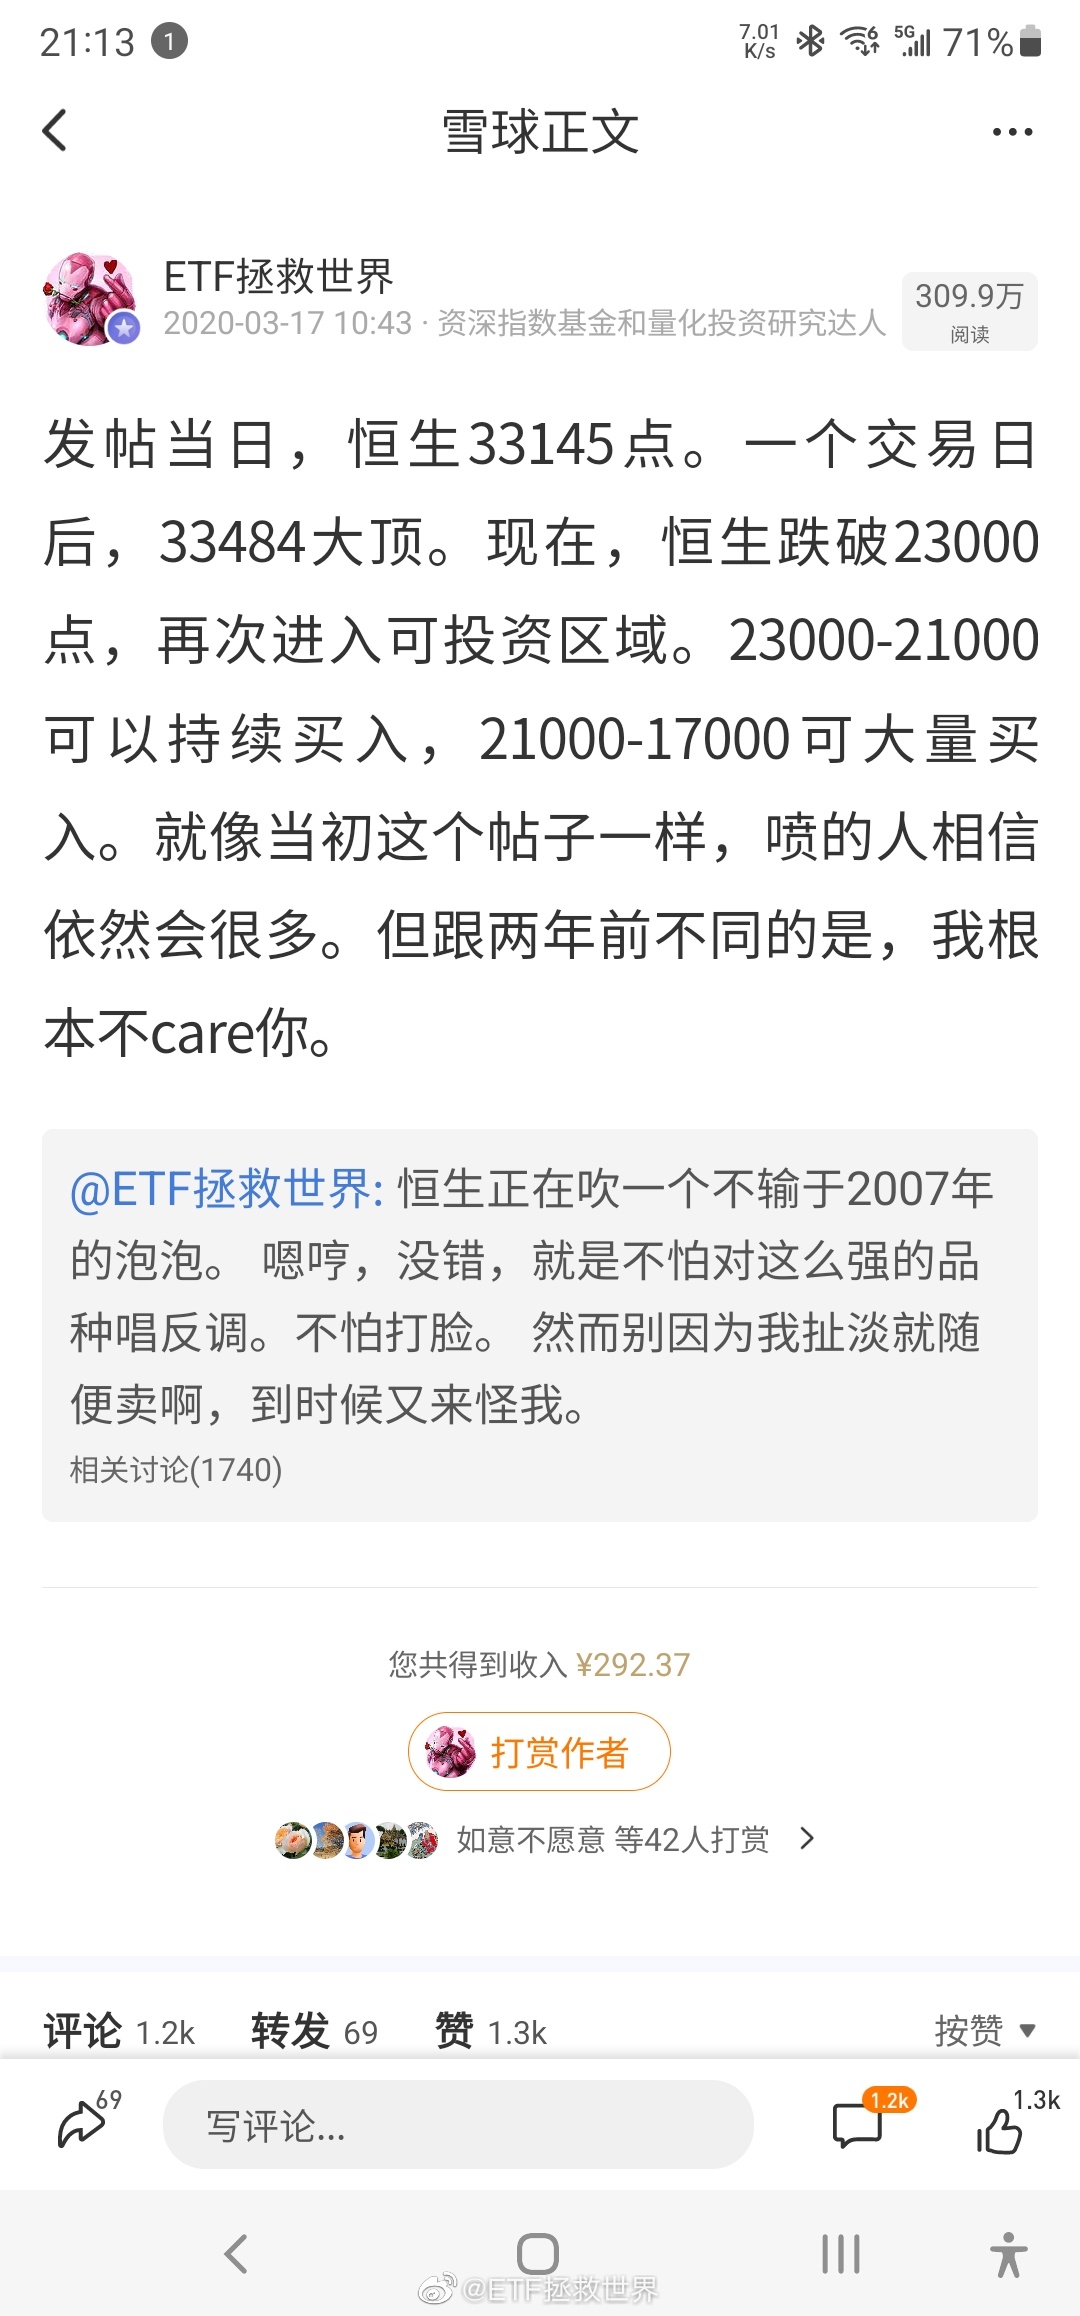 21:13 1 7.01 K/s 6 5G 71%
雪球正文
ETF拯救世界
2020-03-17 10:43 · 资深指数基金和量化投资研究达人
309.9万
阅读
发帖当日，恒生33145点。一个交易日
后，33484大顶。现在，恒生跌破23000
点，再次进入可投资区域。23000-21000
可以持续买入，21000-17000可大量买
入。就像当初这个帖子一样，喷的人相信
依然会很多。但跟两年前不同的是，我根
本不care你。
@ETF拯救世界: 恒生正在吹一个不输于2007年
的泡泡。 嗯哼，没错，就是不怕对这么强的品
种唱反调。不怕打脸。 然而别因为我扯淡就随
便卖啊，到时候又来怪我。
相关讨论(1740)
您共得到收入 ¥292.37
打赏作者
如意不愿意 等42人打赏
评论 1.2k 转发 69 赞 1.3k 按赞
69 写评论... 1.2k 1.3k
@ETF拯救世界